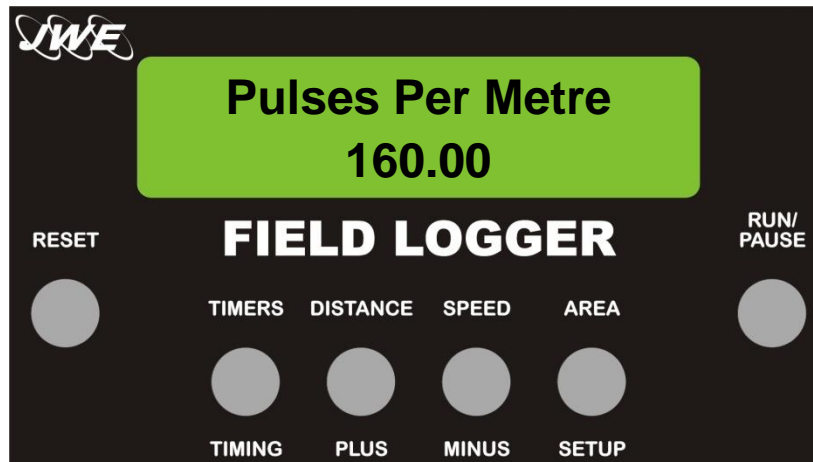 JWE
Pulses Per Metre
160.00
RESET
FIELD LOGGER
RUN/
PAUSE
TIMERS DISTANCE SPEED AREA
TIMING PLUS MINUS SETUP